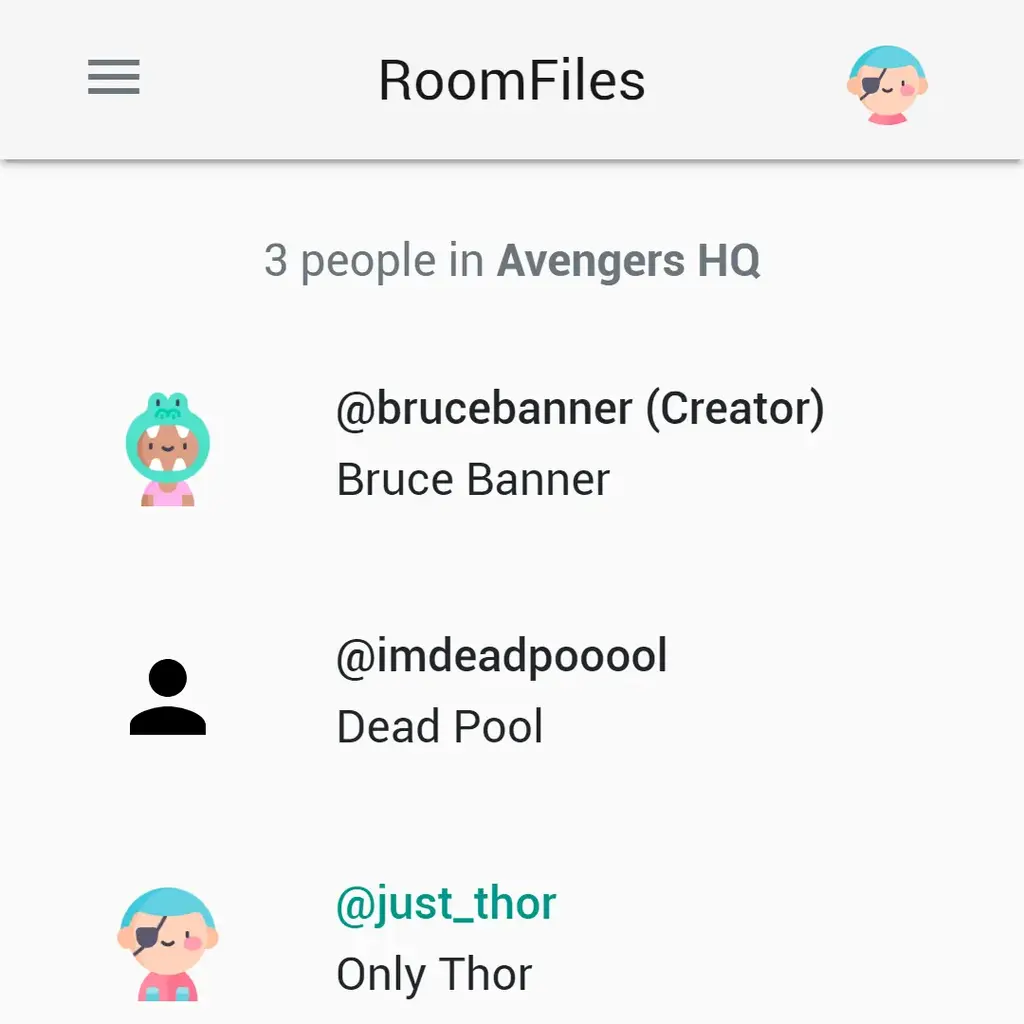 RoomFiles
3 people in Avengers HQ
@brucebanner (Creator)
Bruce Banner
@imdeadpooool
Dead Pool
@just_thor
Only Thor